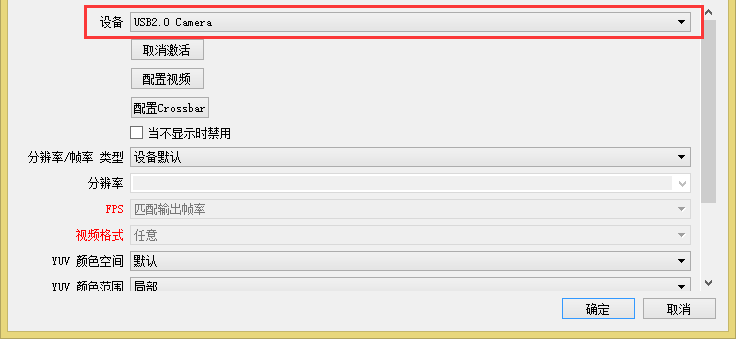 设备 USB2.0 Camera
取消激活
配置视频
配置Crossbar
当不显示时禁用
分辨率/帧率 类型 设备默认
分辨率
FPS 匹配输出帧率
视频格式 任意
YUV 颜色空间 默认
YUV 颜色范围 局部
确定 取消